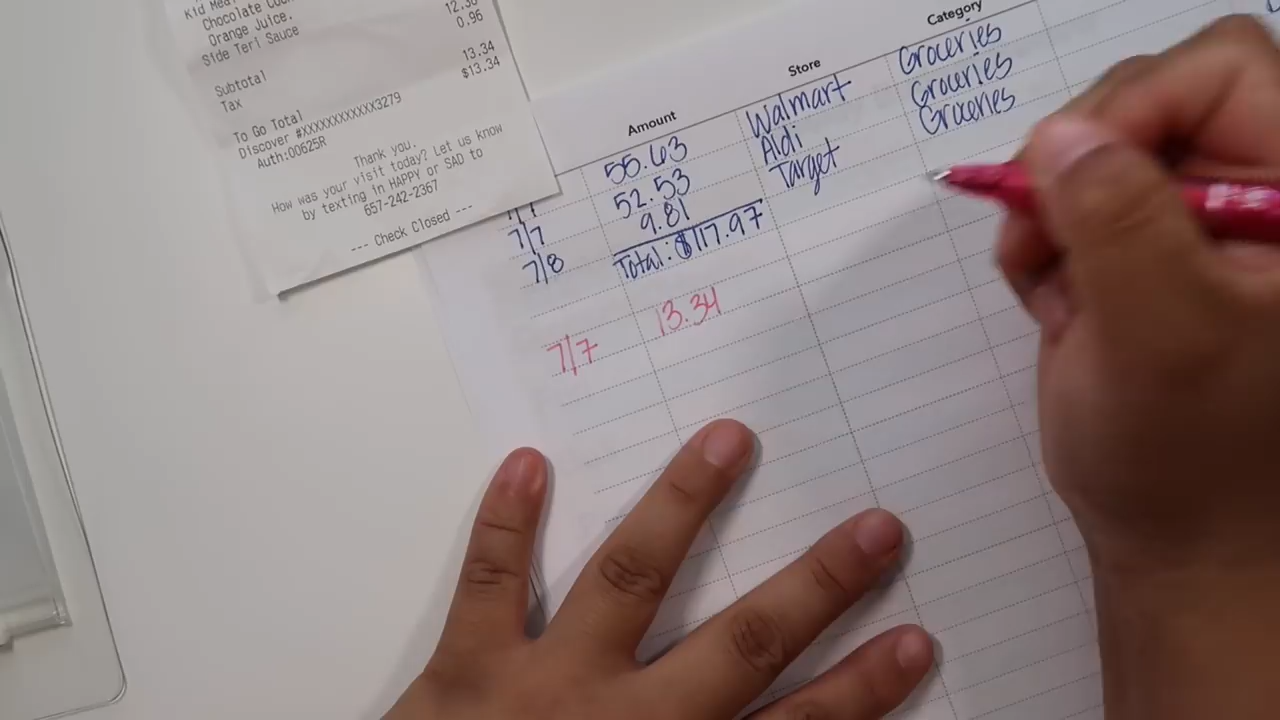 Kid Mea
Chocolate
Orange Juice.
Side Teri Sauce
Subtotal 12.38
Tax 0.96
To Go Total 13.34
Discover #XXXXXXXXXXXX3279 $13.34
Auth:00625R
Thank you.
How was your visit today? Let us know
by texting in HAPPY or SAD to
657-242-2367
--- Check Closed ---
Amount Store Category
55.63 Walmart Groceries
7/7 52.53 Aldi Groceries
7/8 9.81 Target Groceries
Total: $117.97
7/7 13.34